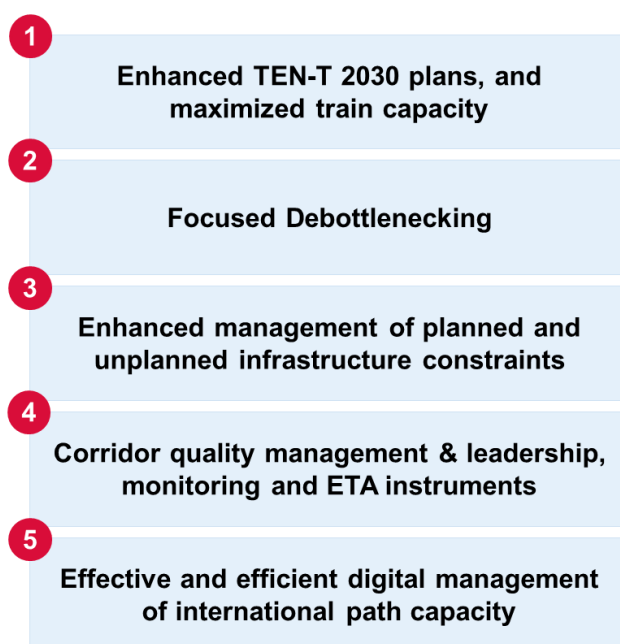 1
Enhanced TEN-T 2030 plans, and
maximized train capacity
2
Focused Debottlenecking
3
Enhanced management of planned and
unplanned infrastructure constraints
4
Corridor quality management & leadership,
monitoring and ETA instruments
5
Effective and efficient digital management
of international path capacity